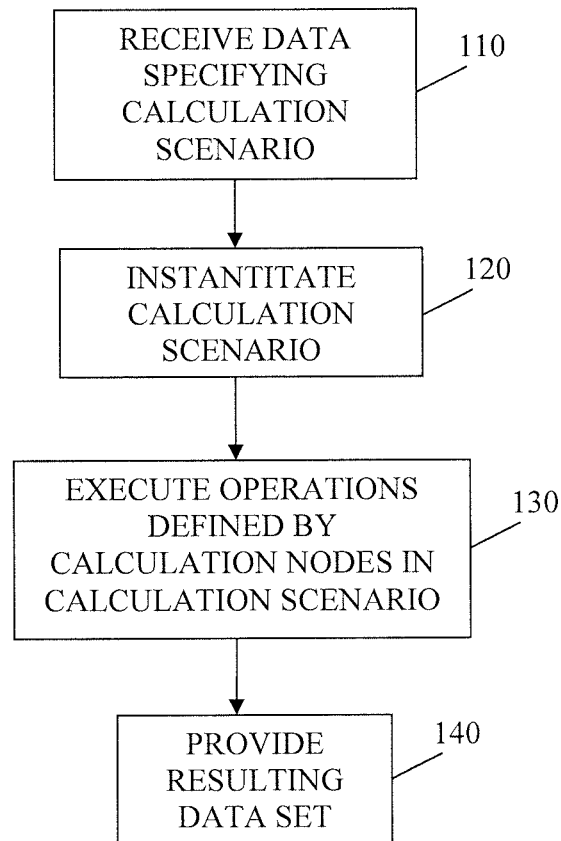 RECEIVE DATA
SPECIFYING
CALCULATION
SCENARIO
110
INSTANTITATE
CALCULATION
SCENARIO
120
EXECUTE OPERATIONS
DEFINED BY
CALCULATION NODES IN
CALCULATION SCENARIO
130
PROVIDE
RESULTING
DATA SET
140